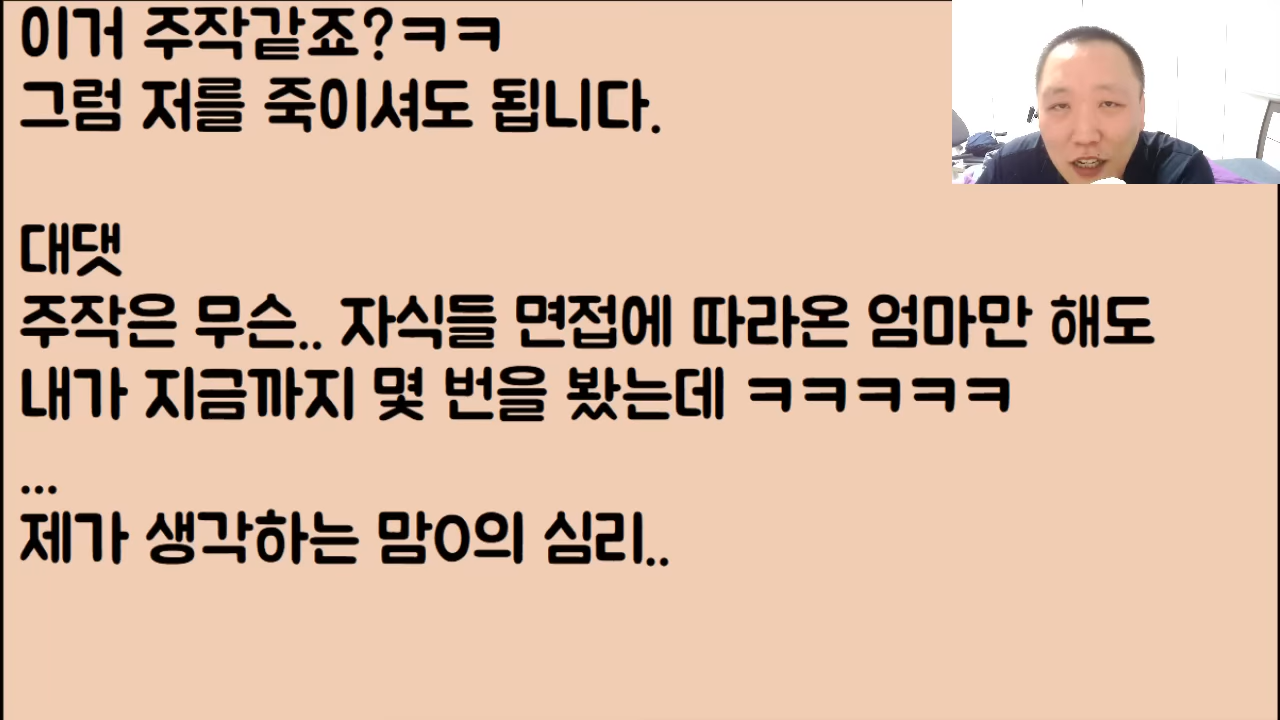 이거 주작같죠?ㅋㅋ
그럼 저를 죽이셔도 됩니다.
대댓
주작은 무슨.. 자식들 면접에 따라온 엄마만 해도
내가 지금까지 몇 번을 봤는데 ㅋㅋㅋㅋㅋ
...
제가 생각하는 맘0의 심리..